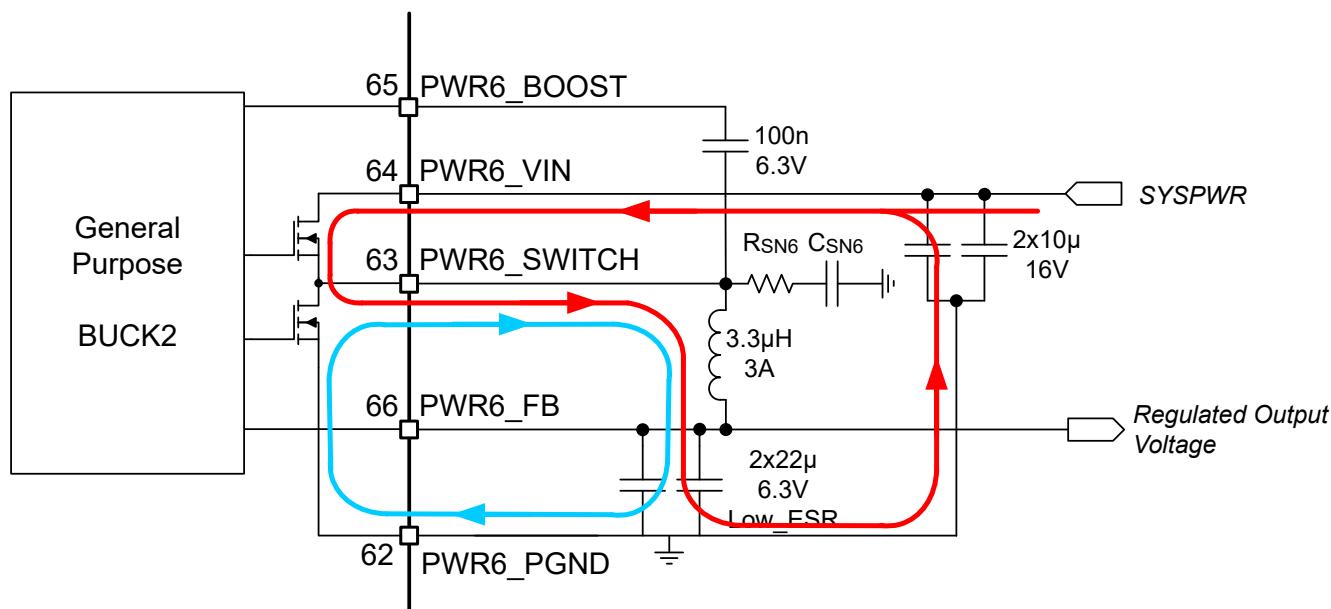 65
PWR6_BOOST
100n
6.3V
64
PWR6_VIN
SYSPWR
General
Purpose
BUCK2
63
PWR6_SWITCH
RSN6
CSN6
2x10µ
16V
3.3µH
3A
66
PWR6_FB
Regulated Output
Voltage
2x22µ
6.3V
Low_ESR
62
PWR6_PGND